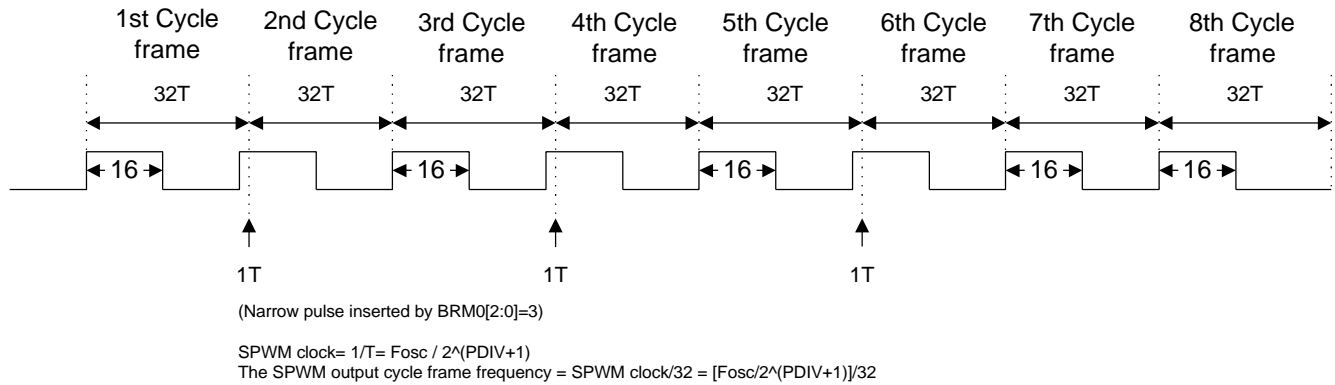 1st Cycle frame
2nd Cycle frame
3rd Cycle frame
4th Cycle frame
5th Cycle frame
6th Cycle frame
7th Cycle frame
8th Cycle frame
32T 32T 32T 32T 32T 32T 32T 32T
16 16 16 16 16
1T 1T 1T
(Narrow pulse inserted by BRM0[2:0]=3)
SPWM clock= 1/T= Fosc / 2^(PDIV+1)
The SPWM output cycle frame frequency = SPWM clock/32 = [Fosc/2^(PDIV+1)]/32